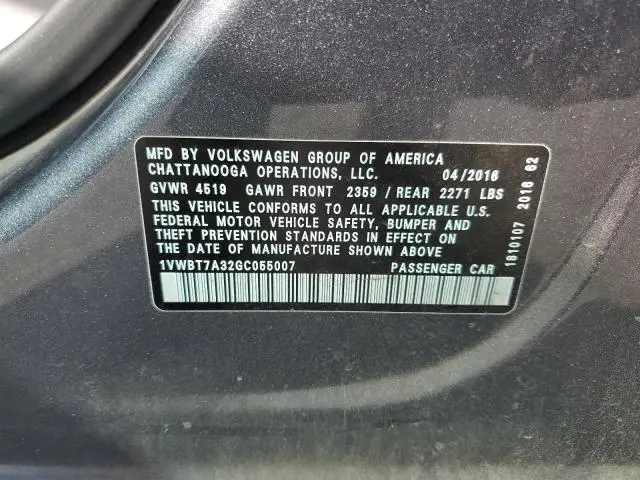 MFD BY VOLKSWAGEN GROUP OF AMERICA
CHATTANOOGA OPERATIONS, LLC. 04/2016
GVWR 4519 GAWR FRONT 2359 / REAR 2271 LBS
THIS VEHICLE CONFORMS TO ALL APPLICABLE U.S.
FEDERAL MOTOR VEHICLE SAFETY, BUMPER AND
THEFT PREVENTION STANDARDS IN EFFECT ON
THE DATE OF MANUFACTURE SHOWN ABOVE
1VWBT7A32GC055007 PASSENGER CAR
1810107 2016 62